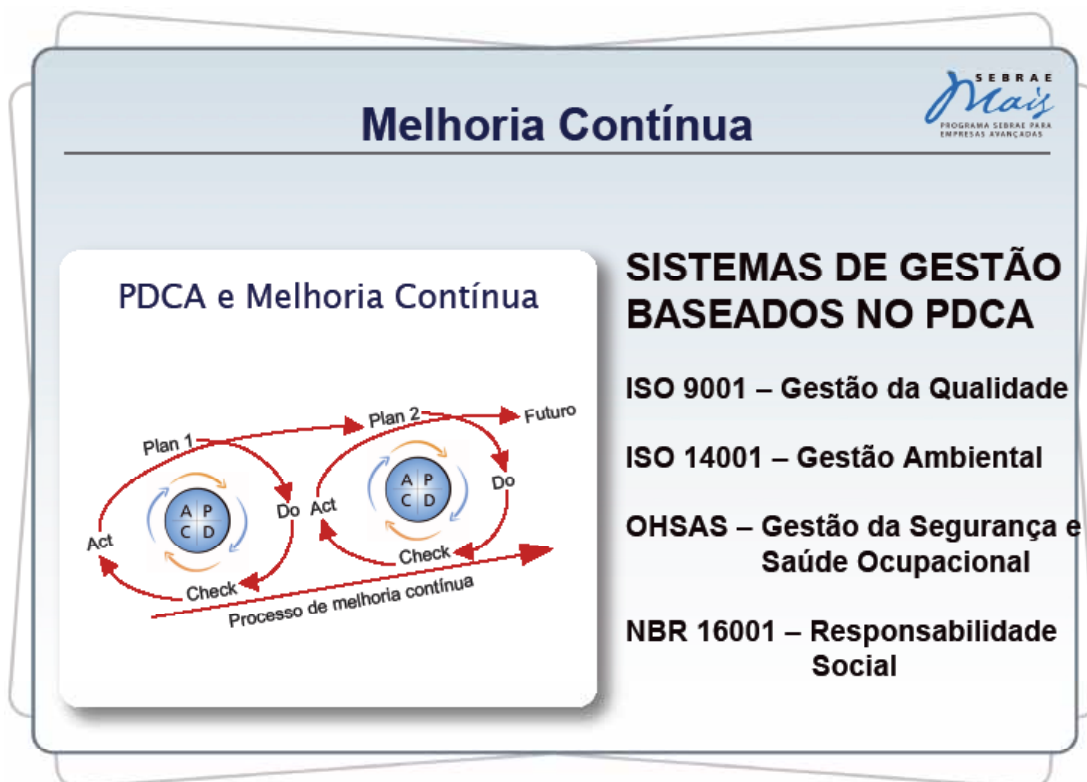 SEBRAE
Mais
PROGRAMA SEBRAE PARA
EMPRESAS AVANÇADAS
Melhoria Contínua
PDCA e Melhoria Contínua
Plan 1
Do
Check
Act
A P
C D
Plan 2
Do
Check
Act
A P
C D
Futuro
Processo de melhoria contínua
SISTEMAS DE GESTÃO
BASEADOS NO PDCA
ISO 9001 – Gestão da Qualidade
ISO 14001 – Gestão Ambiental
OHSAS – Gestão da Segurança e
Saúde Ocupacional
NBR 16001 – Responsabilidade
Social